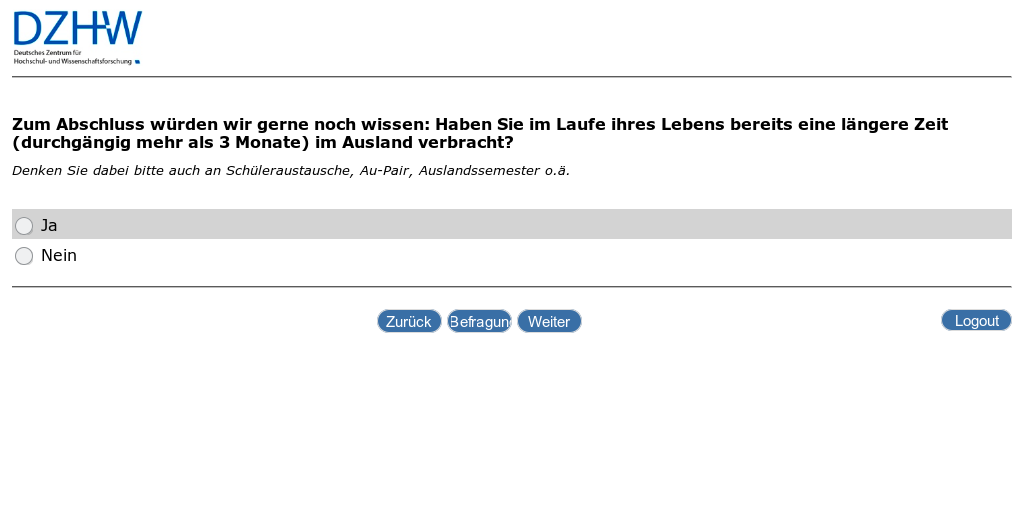 DZHW
Deutsches Zentrum für
Hochschul- und Wissenschaftsforschung
Zum Abschluss würden wir gerne noch wissen: Haben Sie im Laufe ihres Lebens bereits eine längere Zeit
(durchgängig mehr als 3 Monate) im Ausland verbracht?
Denken Sie dabei bitte auch an Schüleraustausche, Au-Pair, Auslandssemester o.ä.
Ja
Nein
Zurück Befragung Weiter Logout